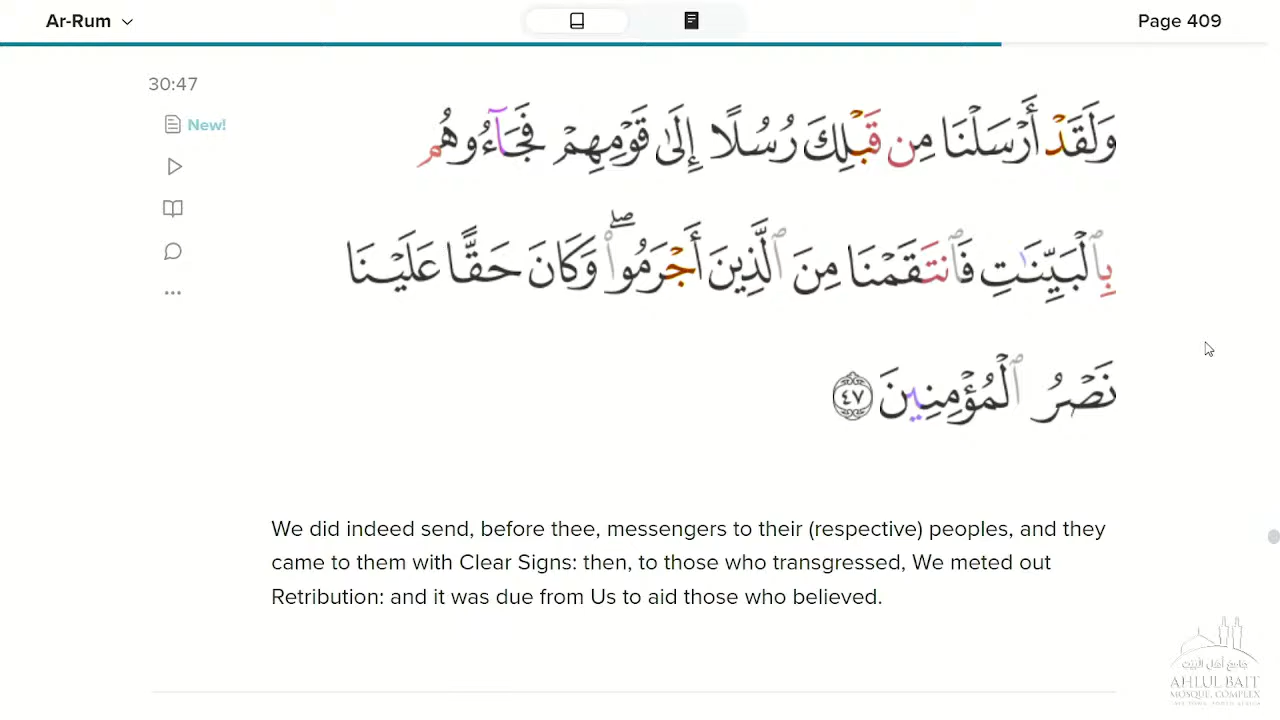 Ar-Rum
Page 409
30:47
New!
وَلَقَدْ أَرْسَلْنَا مِن قَبْلِكَ رُسُلًا إِلَىٰ قَوْمِهِمْ فَجَآءُوهُم
بِٱلْبَيِّنَٰتِ فَٱنتَقَمْنَا مِنَ ٱلَّذِينَ أَجْرَمُوا۟ ۖ وَكَانَ حَقًّا عَلَيْنَا
نَصْرُ ٱلْمُؤْمِنِينَ ٤٧
We did indeed send, before thee, messengers to their (respective) peoples, and they
came to them with Clear Signs: then, to those who transgressed, We meted out
Retribution: and it was due from Us to aid those who believed.
جامع أهل البيت
AHLUL BAIT
MOSQUE COMPLEX